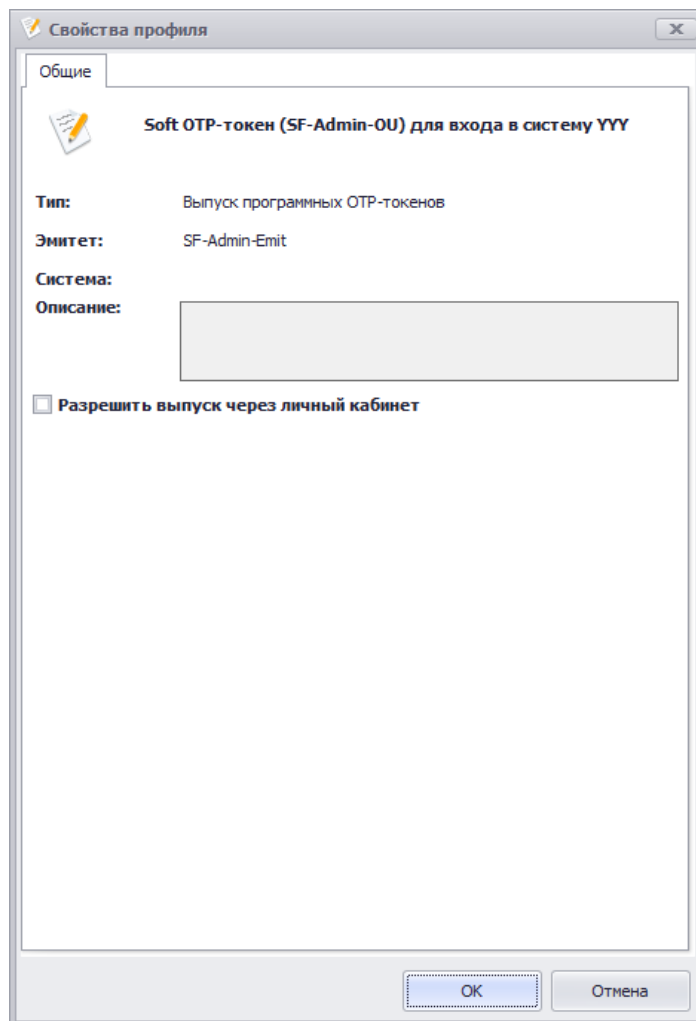 Свойства профиля
Общие
Soft OTP-токен (SF-Admin-OU) для входа в систему YYY
Тип: Выпуск программных OTP-токенов
Эмитет: SF-Admin-Emit
Система:
Описание:
Разрешить выпуск через личный кабинет
OK Отмена